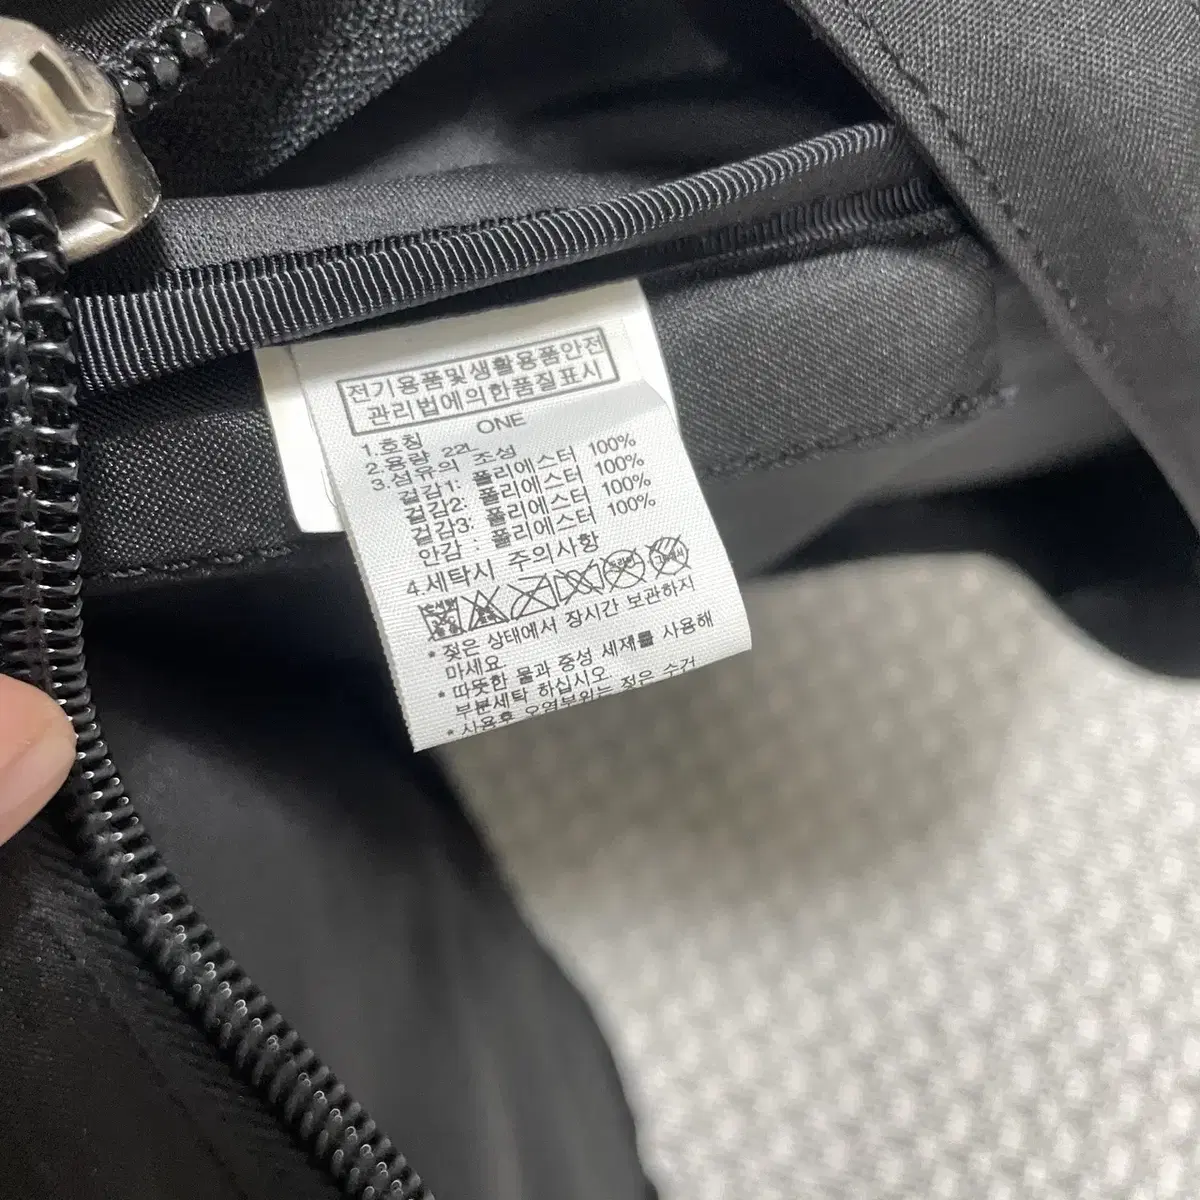 전기용품및생활용품안전
관리법에의한품질표시
1.호칭 ONE
2.용량 22L
3.섬유의 조성
겉감1: 폴리에스터 100%
겉감2: 폴리에스터 100%
겉감3: 폴리에스터 100%
안감 : 폴리에스터 100%
4.세탁시 주의사항
손세탁
* 젖은 상태에서 장시간 보관하지
마세요
* 따뜻한 물과 중성 세제를 사용해
부분세탁 하십시오
* 사용후 오염부위는 젖은 수건